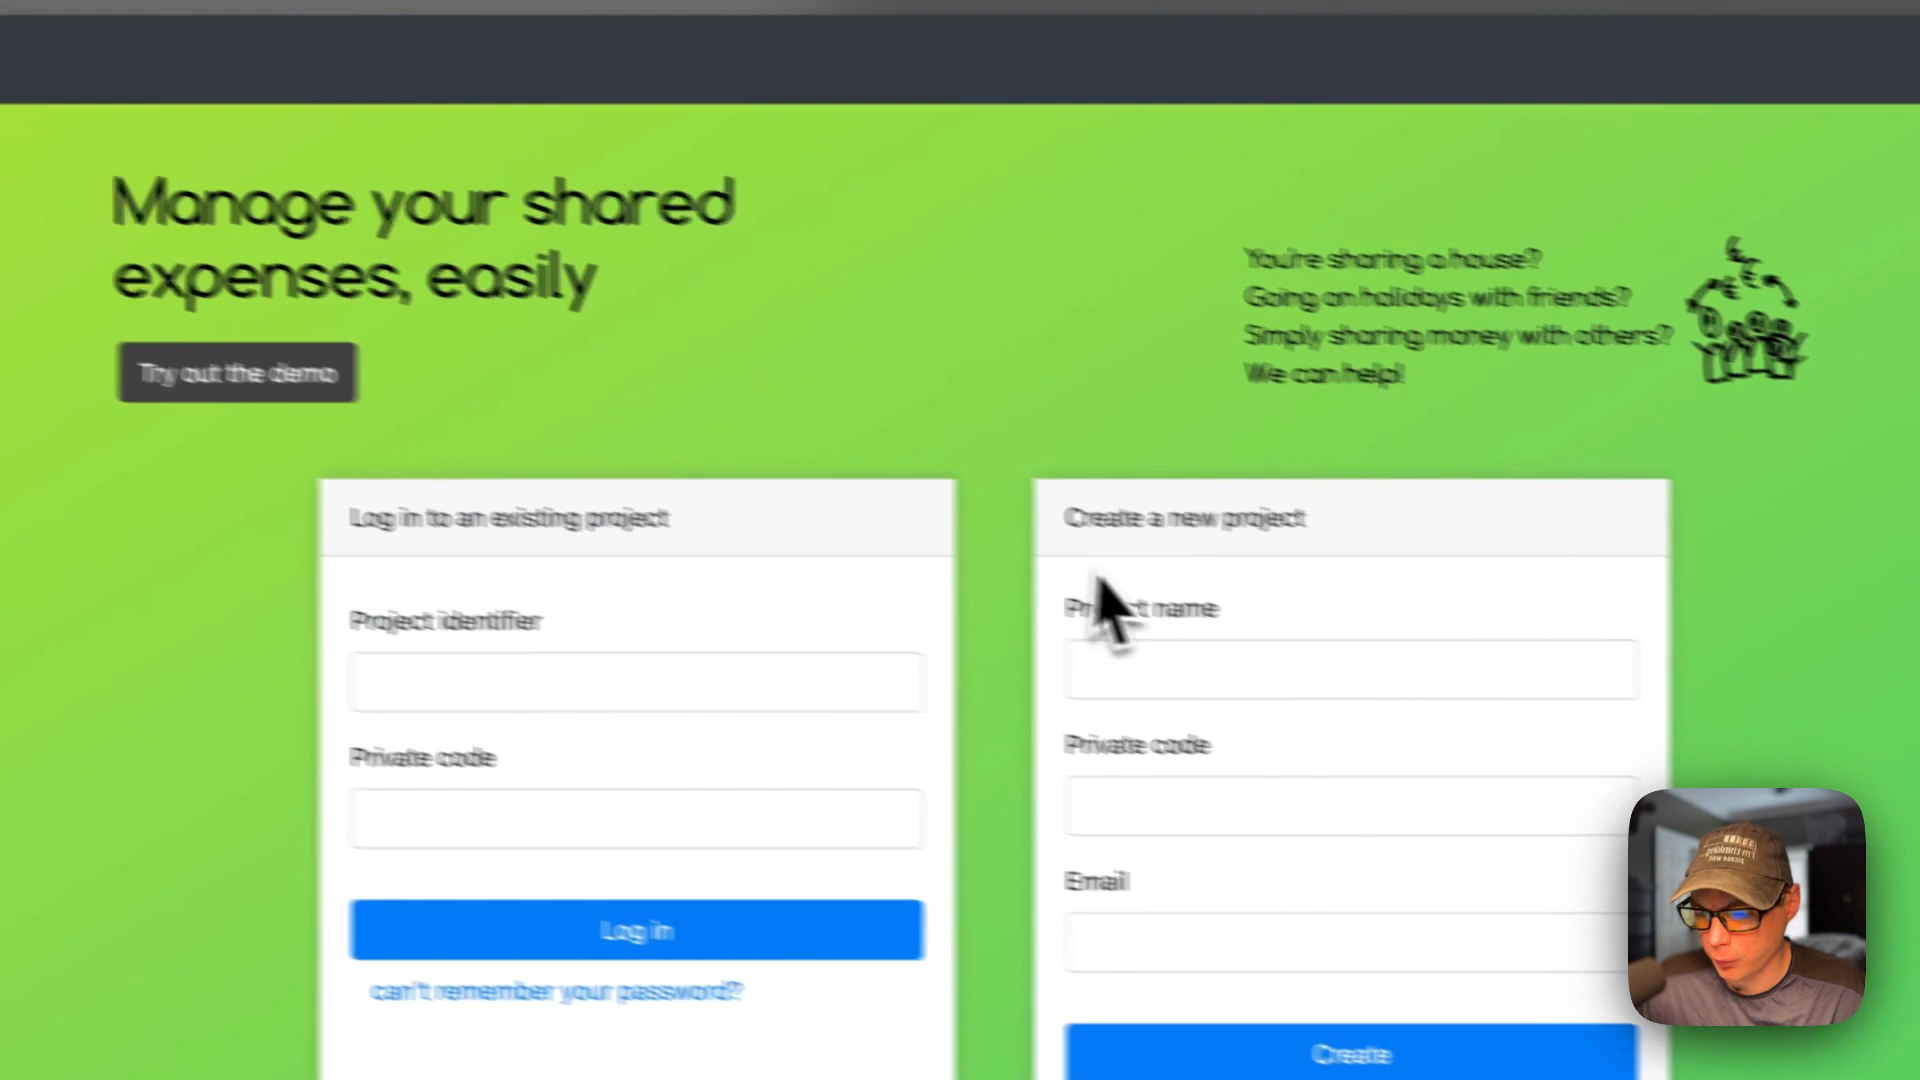 Manage your shared
expenses, easily
Try out the demo
You're sharing a house?
Going on holidays with friends?
Simply sharing money with others?
We can help!
Log in to an existing project
Project identifier
Private code
Log in
can't remember your password?
Create a new project
Project name
Private code
Email
Create